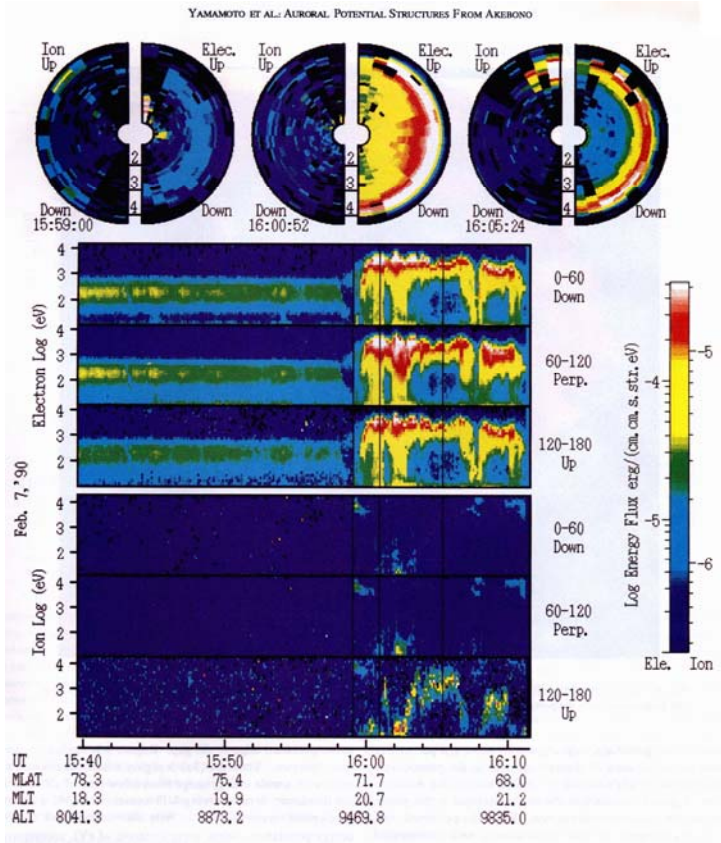 YAMAMOTO ET AL.: AURORAL POTENTIAL STRUCTURES FROM AKEBONO
Ion Up
Elec. Up
Ion Up
Elec. Up
Ion Up
Elec. Up
2
3
4
2
3
4
2
3
4
Down
Down
Down
Down
Down
Down
15:59:00
16:00:52
16:05:24
Feb. 7,'90
Electron Log (eV)
4
3
2
0-60
Down
4
3
2
60-120
Perp.
4
3
2
120-180
Up
Ion Log (eV)
4
3
2
0-60
Down
4
3
2
60-120
Perp.
4
3
2
120-180
Up
Log Energy Flux erg/(cm.cm.s.str.eV)
-4
-5
-5
-6
Ele. Ion
UT 15:40 15:50 16:00 16:10
MLAT 78.3 75.4 71.7 68.0
MLT 18.3 19.9 20.7 21.2
ALT 8041.3 8873.2 9469.8 9835.0